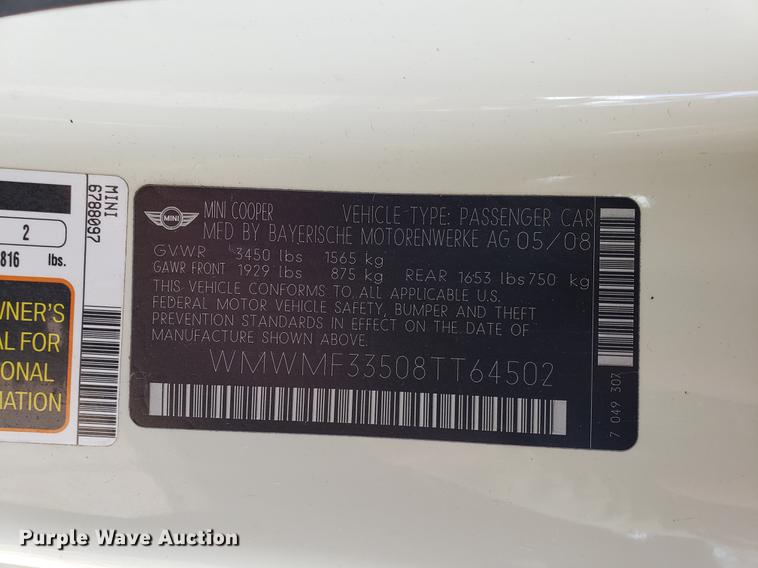 MINI
6788097
2
816 lbs.
WNER'S
AL FOR
ONAL
MATION
MINI
MINI COOPER VEHICLE-TYPE: PASSENGER CAR
MFD BY BAYERISCHE MOTORENWERKE AG 05/08
GVWR 3450 lbs 1565 kg
GAWR FRONT 1929 lbs 875 kg REAR 1653 lbs 750 kg
THIS VEHICLE CONFORMS TO ALL APPLICABLE U.S.
FEDERAL MOTOR VEHICLE SAFETY, BUMPER AND THEFT
PREVENTION STANDARDS IN EFFECT ON THE DATE OF
MANUFACTURE SHOWN ABOVE.
WMWMF33508TT64502
7 049 307
Purple Wave Auction